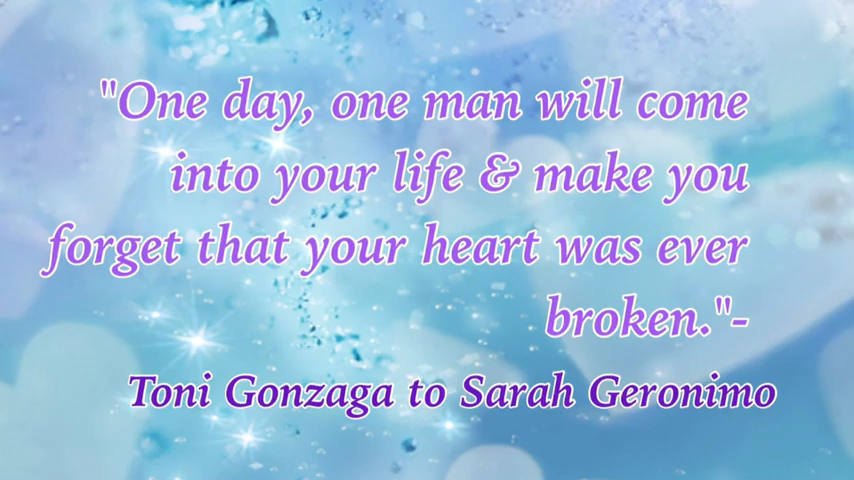 "One day, one man will come
into your life & make you
forget that your heart was ever
broken."-
Toni Gonzaga to Sarah Geronimo